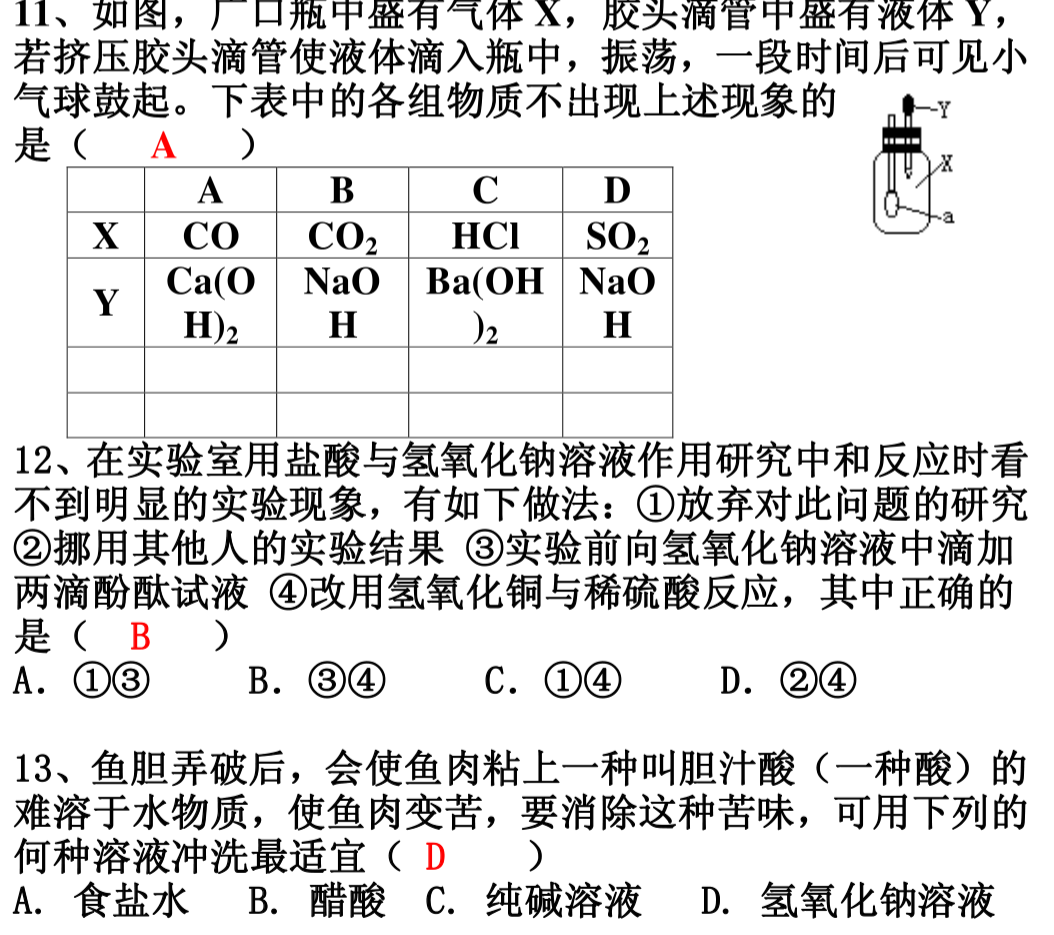 11、如图，广口瓶中盛有气体 X，胶头滴管中盛有液体 Y，
若挤压胶头滴管使液体滴入瓶中，振荡，一段时间后可见小
气球鼓起。下表中的各组物质不出现上述现象的
是（ A ）
Y
X
a
A B C D
X CO CO₂ HCl SO₂
Y Ca(O NaO Ba(OH NaO
H)₂ H )₂ H
12、在实验室用盐酸与氢氧化钠溶液作用研究中和反应时看
不到明显的实验现象，有如下做法：①放弃对此问题的研究
②挪用其他人的实验结果 ③实验前向氢氧化钠溶液中滴加
两滴酚酞试液 ④改用氢氧化铜与稀硫酸反应，其中正确的
是（ B ）
A．①③ B．③④ C．①④ D．②④
13、鱼胆弄破后，会使鱼肉粘上一种叫胆汁酸（一种酸）的
难溶于水物质，使鱼肉变苦，要消除这种苦味，可用下列的
何种溶液冲洗最适宜（ D ）
A. 食盐水 B. 醋酸 C. 纯碱溶液 D. 氢氧化钠溶液